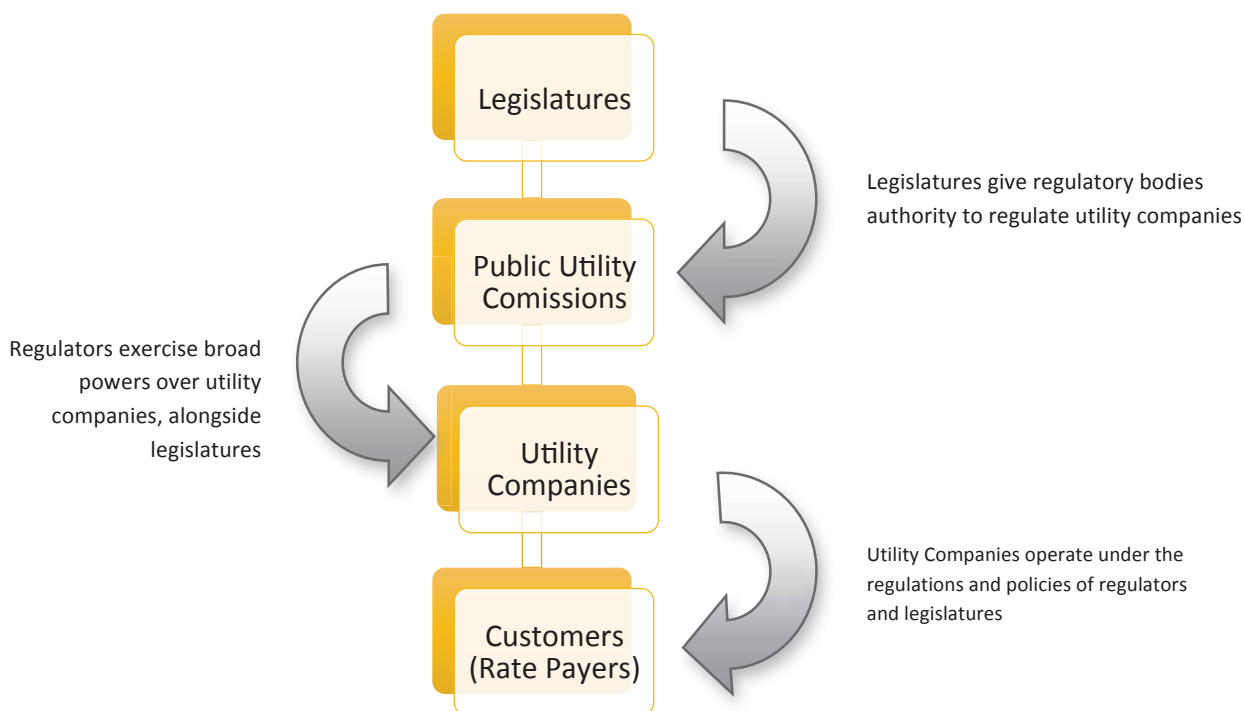 Legislatures
Legislatures give regulatory bodies
authority to regulate utility companies
Public Utility
Comissions
Regulators exercise broad
powers over utility
companies, alongside
legislatures
Utility
Companies
Utility Companies operate under the
regulations and policies of regulators
and legislatures
Customers
(Rate Payers)